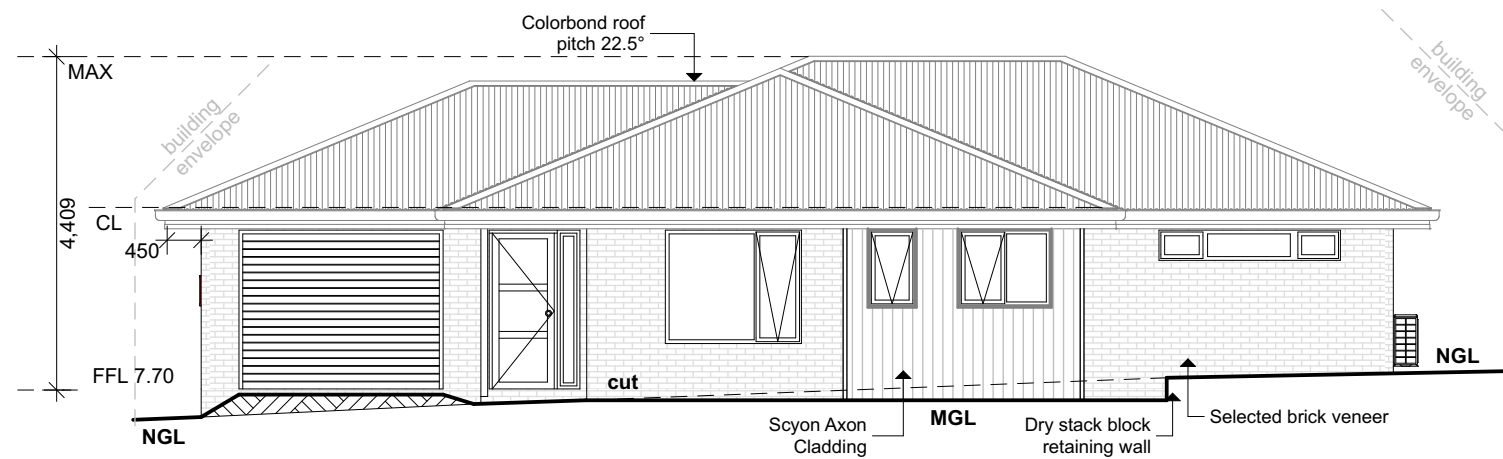 Colorbond roof
pitch 22.5°
MAX
building
envelope
building
envelope
4,409
CL
450
FFL 7.70
cut
NGL
NGL
Scyon Axon
Cladding
MGL
Dry stack block
retaining wall
Selected brick veneer